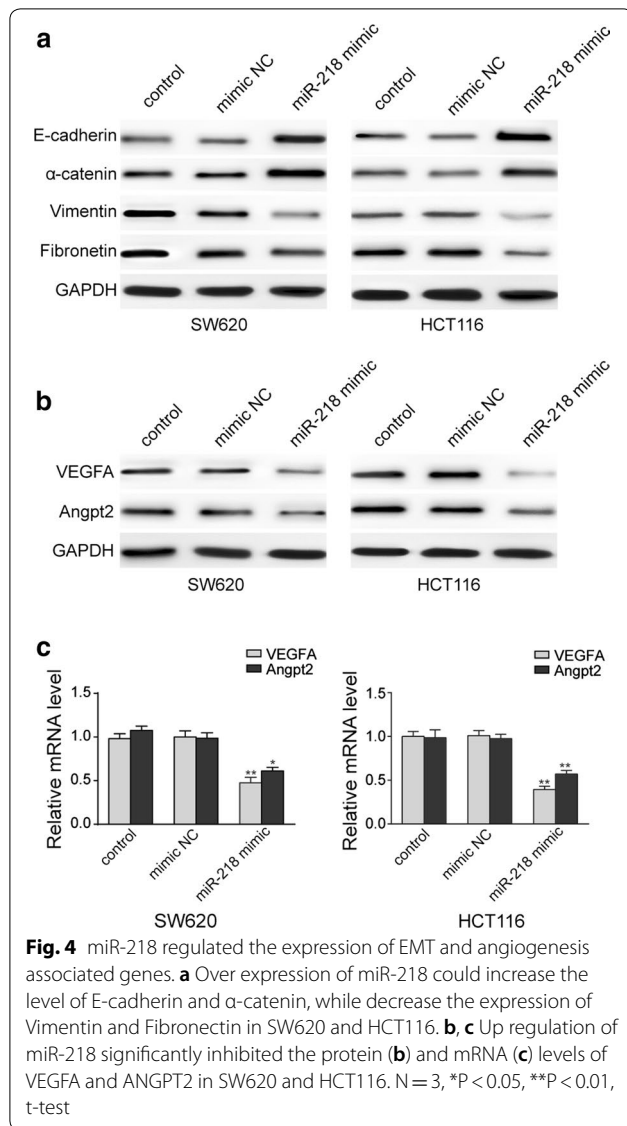 a
control mimic NC miR-218 mimic control mimic NC miR-218 mimic
E-cadherin
α-catenin
Vimentin
Fibronetin
GAPDH
SW620 HCT116
b
control mimic NC miR-218 mimic control mimic NC miR-218 mimic
VEGFA
Angpt2
GAPDH
SW620 HCT116
c
VEGFA
Angpt2
Relative mRNA level
1.5
1.0
0.5
0.0
** *
control mimic NC miR-218 mimic
SW620
VEGFA
Angpt2
Relative mRNA level
1.5
1.0
0.5
0.0
** **
control mimic NC miR-218 mimic
HCT116
Fig. 4 miR-218 regulated the expression of EMT and angiogenesis
associated genes. a Over expression of miR-218 could increase the
level of E-cadherin and α-catenin, while decrease the expression of
Vimentin and Fibronectin in SW620 and HCT116. b, c Up regulation of
miR-218 significantly inhibited the protein (b) and mRNA (c) levels of
VEGFA and ANGPT2 in SW620 and HCT116. N = 3, *P < 0.05, **P < 0.01,
t-test